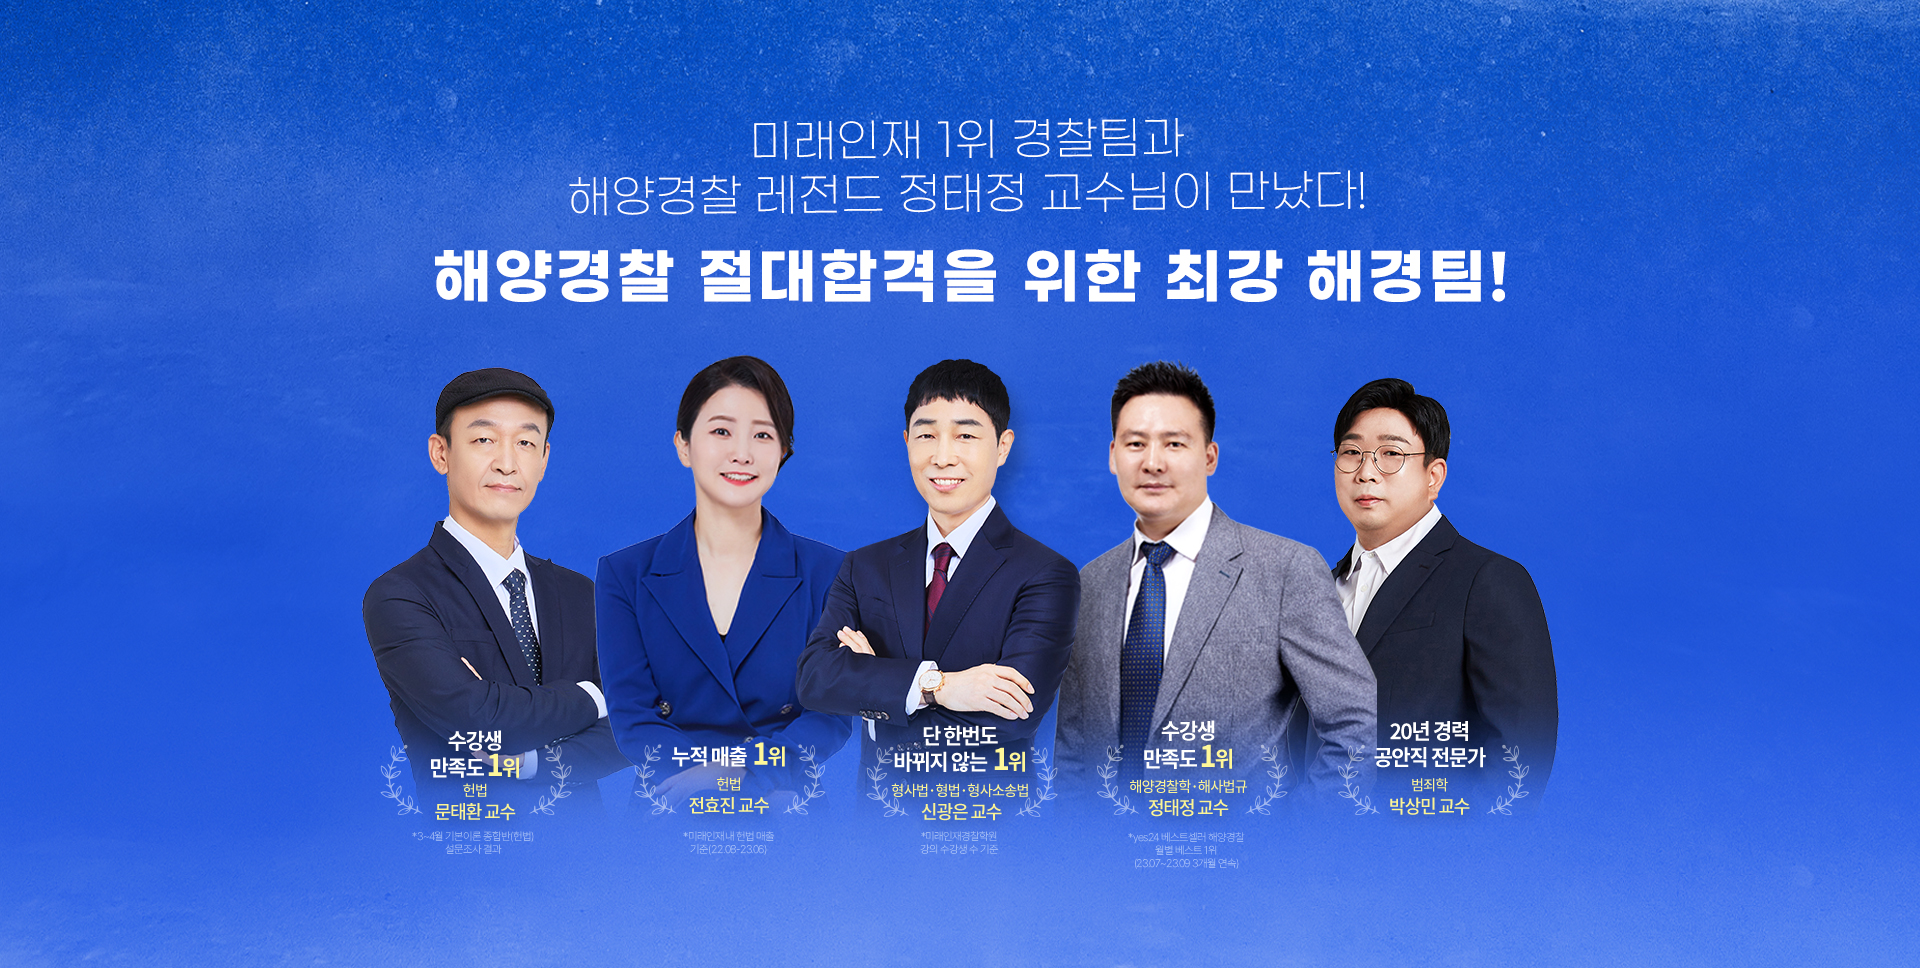 미래인재 1위 경찰팀과
해양경찰 레전드 정태정 교수님이 만났다!
해양경찰 절대합격을 위한 최강 해경팀!
수강생
만족도 1위
헌법
문태환 교수
*3~4월 기본이론 종합반(헌법)
설문조사 결과
누적 매출 1위
헌법
전효진 교수
*미래인재 내 헌법 매출
기준(22.08-23.06)
단 한번도
바뀌지 않는 1위
형사법·형법·형사소송법
신광은 교수
*미래인재경찰학원
강의 수강생 수 기준
수강생
만족도 1위
해양경찰학·해사법규
정태정 교수
*yes24 베스트셀러 해양경찰
월별 베스트 1위
(23.07~23.09 3개월 연속)
20년 경력
공안직 전문가
범죄학
박상민 교수